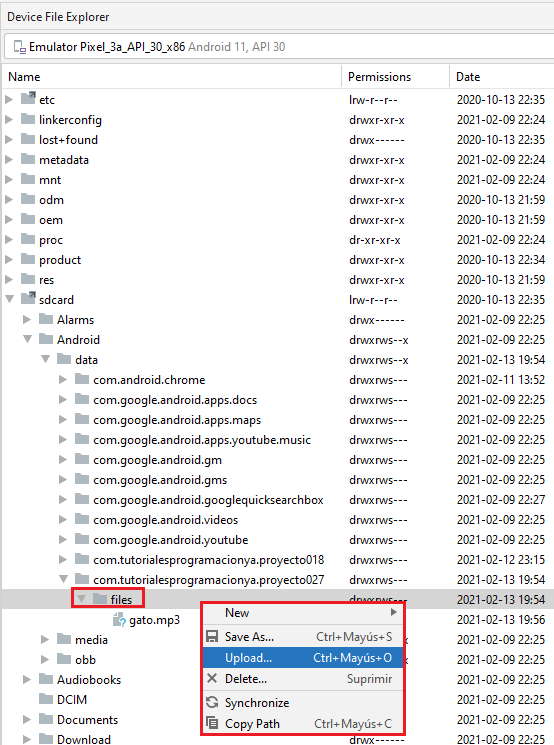 Device File Explorer
Emulator Pixel_3a_API_30_x86 Android 11, API 30
Name Permissions Date
etc lrw-r--r-- 2020-10-13 22:35
linkerconfig drwxr-xr-x 2021-02-09 22:24
lost+found drwx------ 2020-10-13 22:35
metadata drwxr-xr-x 2021-02-09 22:24
mnt drwxr-xr-x 2021-02-09 22:24
odm drwxr-xr-x 2020-10-13 21:59
oem drwxr-xr-x 2020-10-13 21:59
proc dr-xr-xr-x 2021-02-09 22:24
product drwxr-xr-x 2020-10-13 22:34
res drwxr-xr-x 2020-10-13 21:59
sdcard lrw-r--r-- 2020-10-13 22:35
Alarms drwx------ 2021-02-09 22:25
Android drwxrws--x 2021-02-09 22:25
data drwxrws--x 2021-02-13 19:54
com.android.chrome drwxrws--- 2021-02-11 13:52
com.google.android.apps.docs drwxrws--- 2021-02-09 22:25
com.google.android.apps.maps drwxrws--- 2021-02-09 22:25
com.google.android.apps.youtube.music drwxrws--- 2021-02-09 22:25
com.google.android.gm drwxrws--- 2021-02-09 22:25
com.google.android.gms drwxrws--- 2021-02-09 22:25
com.google.android.googlequicksearchbox drwxrws--- 2021-02-09 22:27
com.google.android.videos drwxrws--- 2021-02-09 22:25
com.google.android.youtube drwxrws--- 2021-02-09 22:25
com.tutorialesprogramacionya.proyecto018 drwxrws--- 2021-02-12 23:15
com.tutorialesprogramacionya.proyecto027 drwxrws--- 2021-02-13 19:54
files drwxrws--- 2021-02-13 19:54
gato.mp3 2021-02-13 19:56
media 2021-02-09 22:25
obb 2021-02-09 22:25
Audiobooks 2021-02-09 22:25
DCIM 2021-02-09 22:25
Documents 2021-02-09 22:25
Download 2021-02-09 22:25
New
Save As... Ctrl+Mayús+S
Upload... Ctrl+Mayús+O
Delete... Suprimir
Synchronize
Copy Path Ctrl+Mayús+C